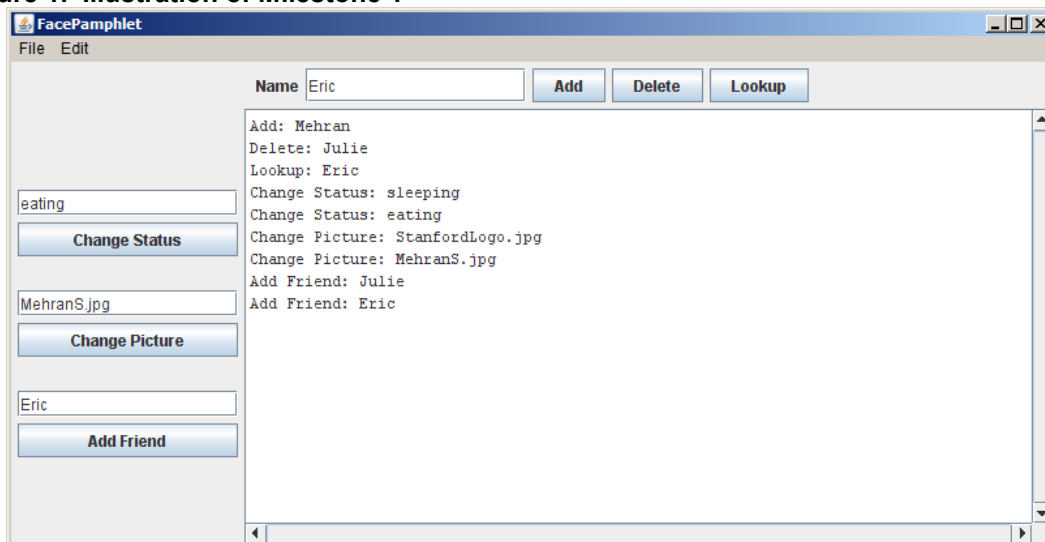 FacePamphlet
File Edit
Name Eric Add Delete Lookup
Add: Mehran
Delete: Julie
Lookup: Eric
Change Status: sleeping
Change Status: eating
Change Picture: StanfordLogo.jpg
Change Picture: MehranS.jpg
Add Friend: Julie
Add Friend: Eric
eating
Change Status
MehranS.jpg
Change Picture
Eric
Add Friend